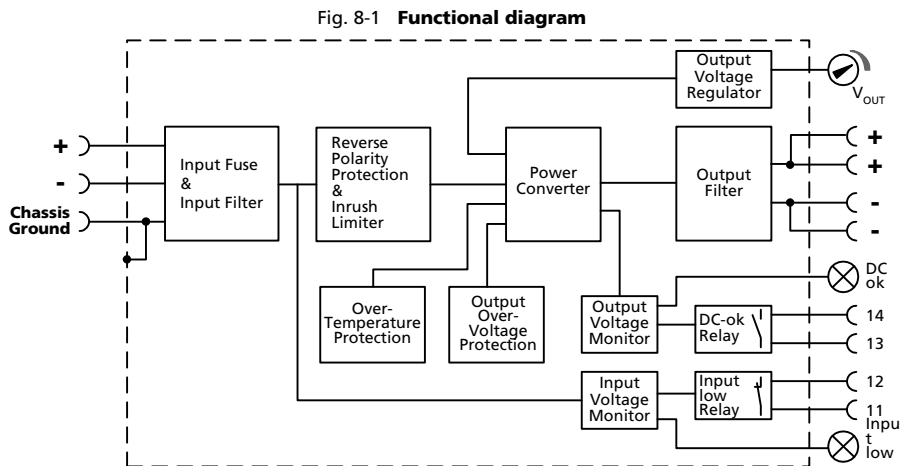 Fig. 8-1 Functional diagram
Output
Voltage
Regulator
V OUT
+
-
Chassis
Ground
Input Fuse
&
Input Filter
Reverse
Polarity
Protection
&
Inrush
Limiter
Power
Converter
Output
Filter
+
+
-
-
Over-
Temperature
Protection
Output
Over-
Voltage
Protection
Output
Voltage
Monitor
DC-ok
Relay
DC
ok
14
13
Input
Voltage
Monitor
Input
low
Relay
12
11
Inpu
t
low